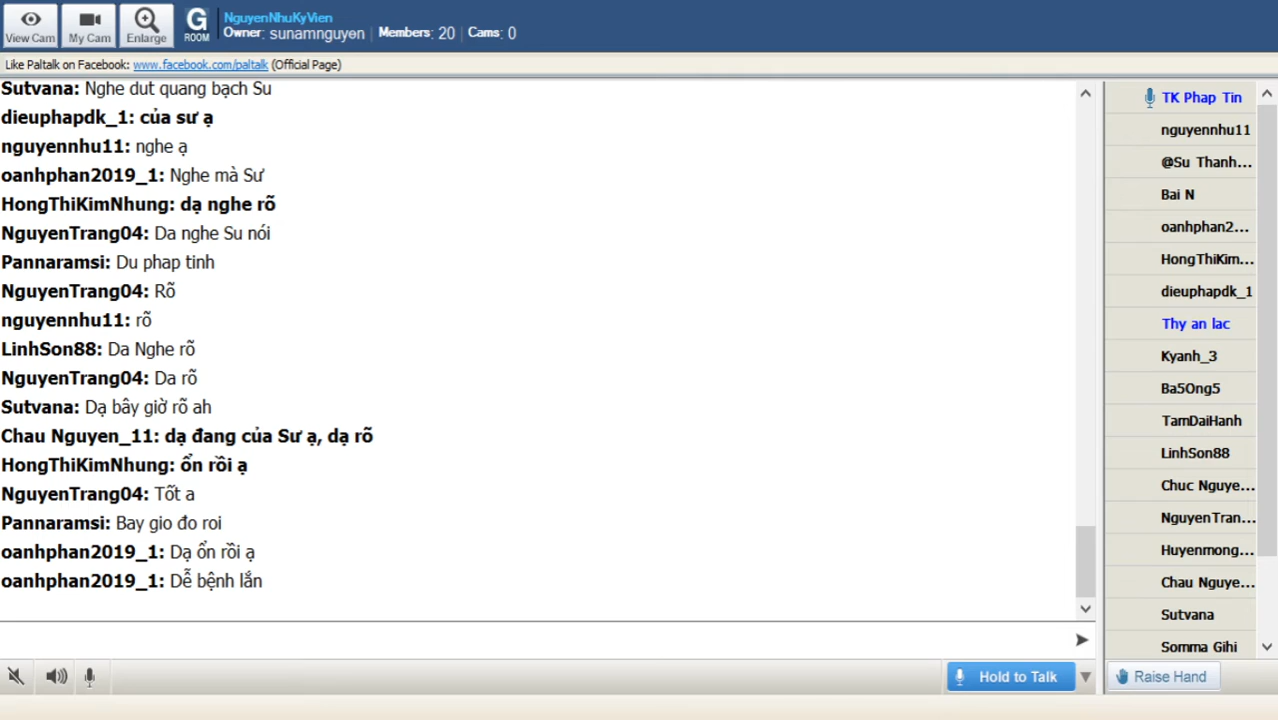 View Cam
My Cam
Enlarge
G
ROOM
NguyenNhuKyVien
Owner: sunamnguyen | Members: 20 | Cams: 0
Like Paltalk on Facebook: www.facebook.com/paltalk (Official Page)
Sutvana: Nghe dut quang bạch Su
dieuphapdk_1: của sư ạ
nguyennhu11: nghe ạ
oanhphan2019_1: Nghe mà Sư
HongThiKimNhung: dạ nghe rõ
NguyenTrang04: Da nghe Su nói
Pannaramsi: Du phap tinh
NguyenTrang04: Rõ
nguyennhu11: rõ
LinhSon88: Da Nghe rõ
NguyenTrang04: Da rõ
Sutvana: Dạ bây giờ rõ ah
Chau Nguyen_11: dạ đang của Sư ạ, dạ rõ
HongThiKimNhung: ổn rồi ạ
NguyenTrang04: Tốt a
Pannaramsi: Bay gio đo roi
oanhphan2019_1: Dạ ổn rồi ạ
oanhphan2019_1: Dễ bệnh lắn
TK Phap Tin
nguyennhu11
@Su Thanh...
Bai N
oanhphan2...
HongThiKim...
dieuphapdk_1
Thy an lac
Kyanh_3
Ba5Ong5
TamDaiHanh
LinhSon88
Chuc Nguye...
NguyenTran...
Huyenmong...
Chau Nguye...
Sutvana
Somma Gihi
Hold to Talk
Raise Hand